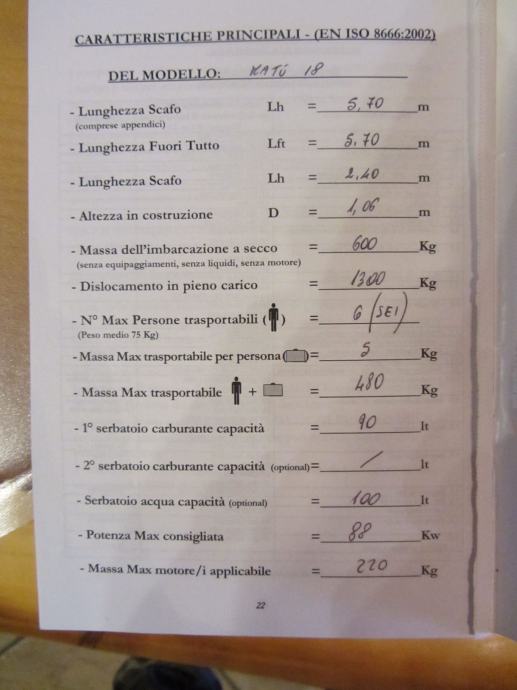 CARATTERISTICHE PRINCIPALI - (EN ISO 8666:2002)
DEL MODELLO: KATÙ 18
- Lunghezza Scafo Lh = 5,70 m
(comprese appendici)
- Lunghezza Fuori Tutto Lft = 5,70 m
- Lunghezza Scafo Lh = 2,40 m
- Altezza in costruzione D = 1,06 m
- Massa dell'imbarcazione a secco = 600 Kg
(senza equipaggiamenti, senza liquidi, senza motore)
- Dislocamento in pieno carico = 1300 Kg
- N° Max Persone trasportabili ( ) = 6 (SEI)
(Peso medio 75 Kg)
- Massa Max trasportabile per persona ( ) = 5 Kg
- Massa Max trasportabile + = 480 Kg
- 1° serbatoio carburante capacità = 90 lt
- 2° serbatoio carburante capacità (optional) = / lt
- Serbatoio acqua capacità (optional) = 100 lt
- Potenza Max consigliata = 88 Kw
- Massa Max motore/i applicabile = 220 Kg
22